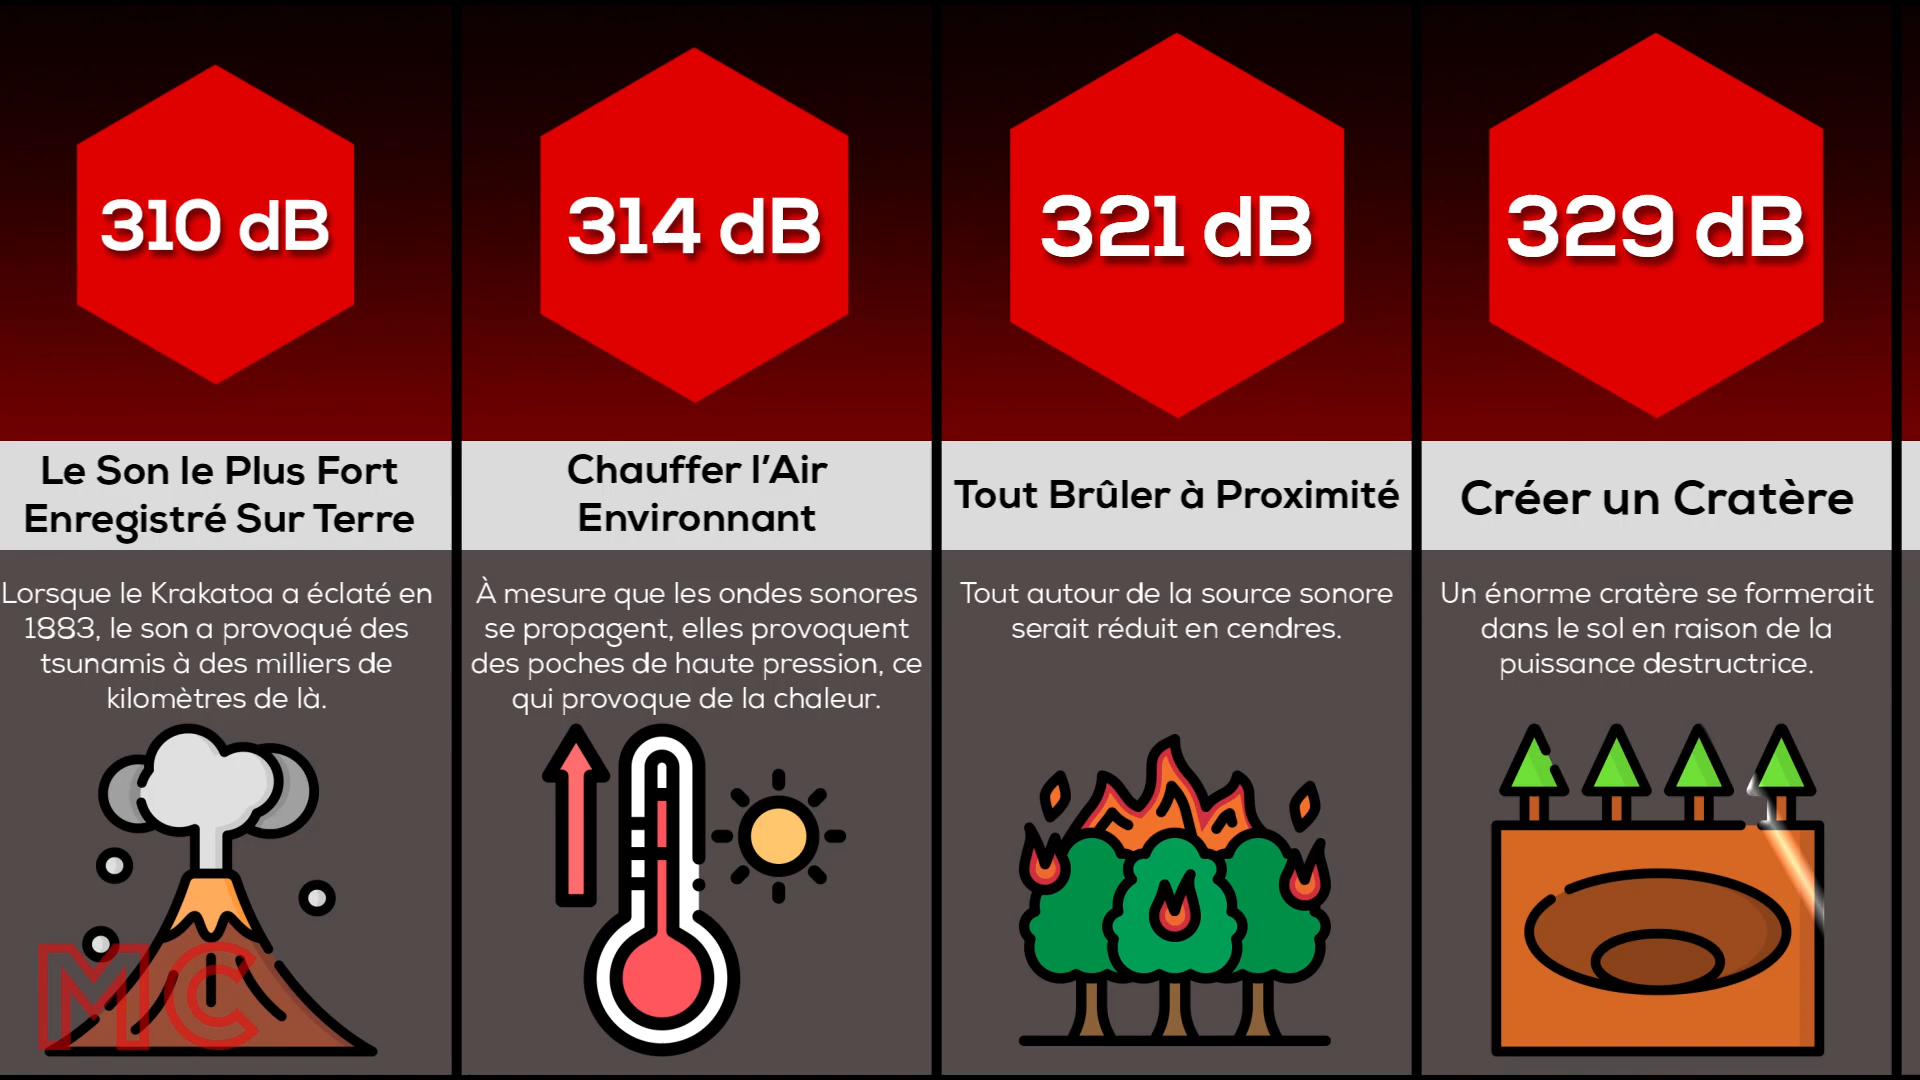 310 dB
Le Son le Plus Fort
Enregistré Sur Terre
Lorsque le Krakatoa a éclaté en
1883, le son a provoqué des
tsunamis à des milliers de
kilomètres de là.
MC
314 dB
Chauffer l'Air
Environnant
À mesure que les ondes sonores
se propagent, elles provoquent
des poches de haute pression, ce
qui provoque de la chaleur.
321 dB
Tout Brûler à Proximité
Tout autour de la source sonore
serait réduit en cendres.
329 dB
Créer un Cratère
Un énorme cratère se formerait
dans le sol en raison de la
puissance destructrice.